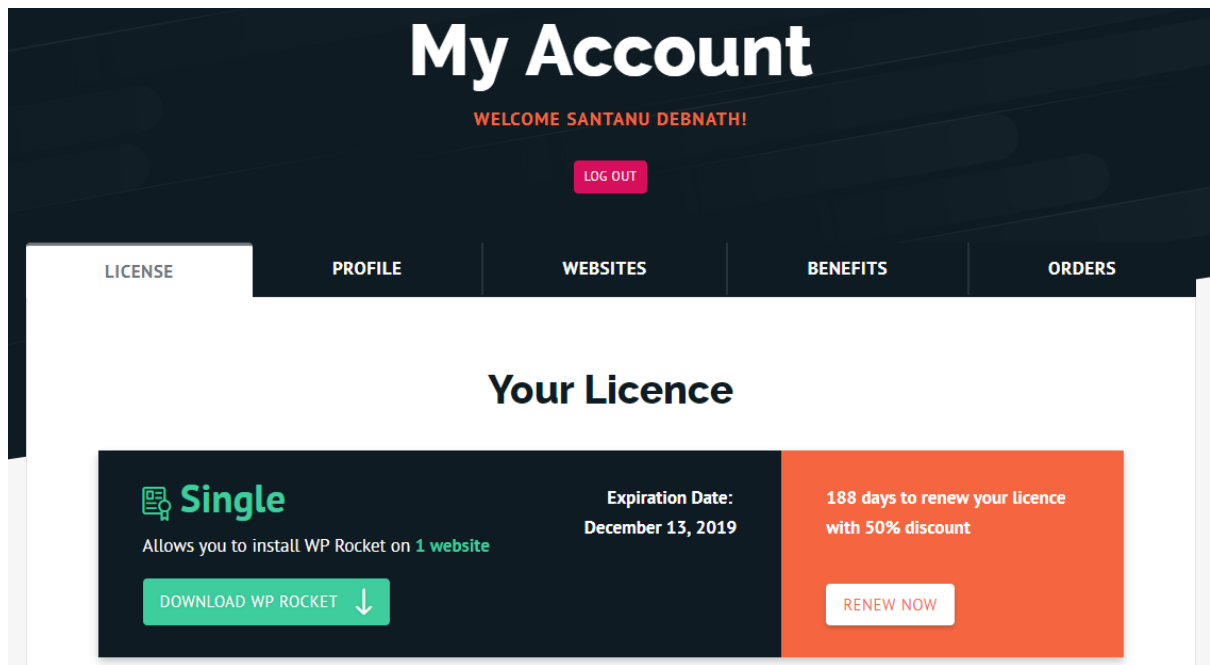 My Account
WELCOME SANTANU DEBNATH!
LOG OUT
LICENSE PROFILE WEBSITES BENEFITS ORDERS
Your Licence
Single
Allows you to install WP Rocket on 1 website
DOWNLOAD WP ROCKET
Expiration Date:
December 13, 2019
188 days to renew your licence
with 50% discount
RENEW NOW